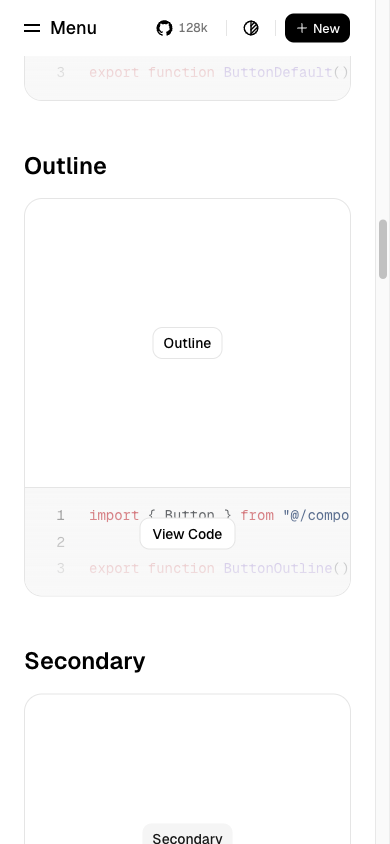 Menu
128k
New
3 export function ButtonDefault()
Outline
Outline
1 import { Button } from "@/compo
2
View Code
3 export function ButtonOutline()
Secondary
Secondary